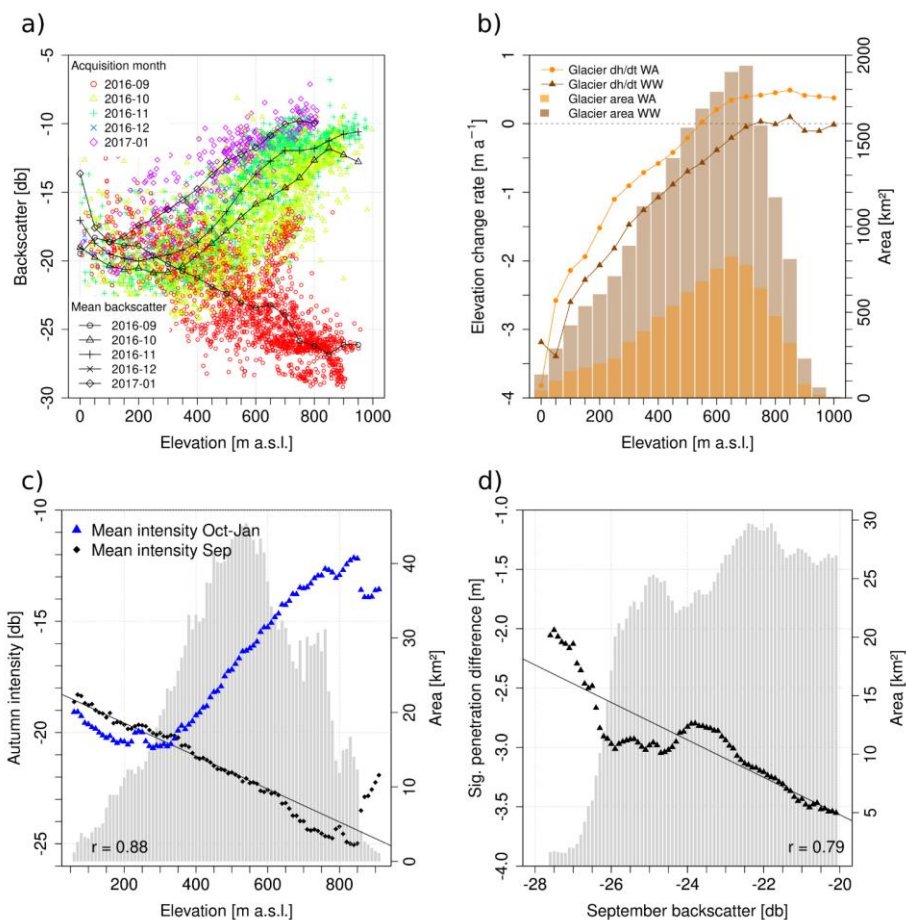 a)
-5
-10
-15
-20
-25
-30
Backscatter [db]
Acquisition month
2016-09
2016-10
2016-11
2016-12
2017-01
Mean backscatter
2016-09
2016-10
2016-11
2016-12
2017-01
0 200 400 600 800 1000
Elevation [m a.s.l.]
b)
1
0
-1
-2
-3
-4
Elevation change rate [m a⁻¹]
Glacier dh/dt WA
Glacier dh/dt WW
Glacier area WA
Glacier area WW
2000
1500
1000
500
0
Area [km²]
0 200 400 600 800 1000
Elevation [m a.s.l.]
c)
-10
-15
-20
-25
Autumn intensity [db]
Mean intensity Oct-Jan
Mean intensity Sep
r = 0.88
40
30
20
10
0
Area [km²]
200 400 600 800
Elevation [m a.s.l.]
d)
-1.0
-1.5
-2.0
-2.5
-3.0
-3.5
-4.0
Sig. penetration difference [m]
30
25
20
15
10
5
Area [km²]
r = 0.79
-28 -26 -24 -22 -20
September backscatter [db]